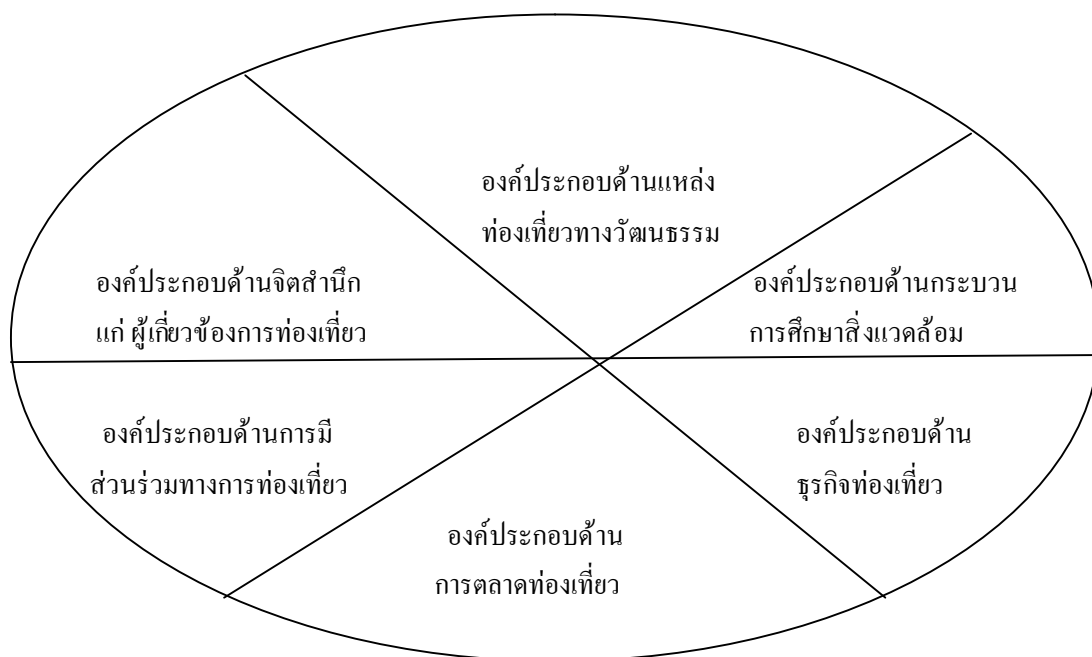 องค์ประกอบด้านแหล่ง
ท่องเที่ยวทางวัฒนธรรม
องค์ประกอบด้านจิตสำนึก
แก่ ผู้เกี่ยวข้องการท่องเที่ยว
องค์ประกอบด้านกระบวน
การศึกษาสิ่งแวดล้อม
องค์ประกอบด้านการมี
ส่วนร่วมทางการท่องเที่ยว
องค์ประกอบด้าน
ธุรกิจท่องเที่ยว
องค์ประกอบด้าน
การตลาดท่องเที่ยว